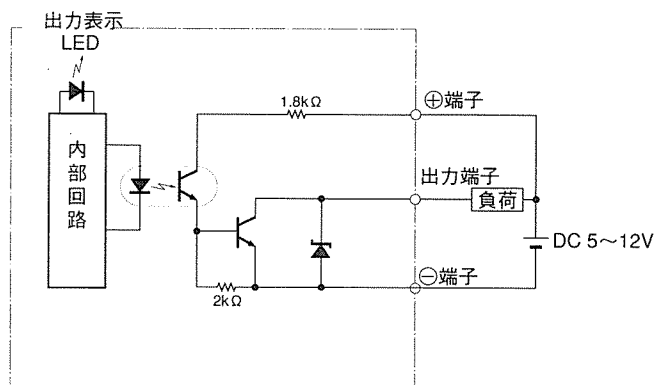 出力表示
LED
1.8kΩ
⊕端子
内部回路
出力端子
負荷
DC 5～12V
⊖端子
2kΩ